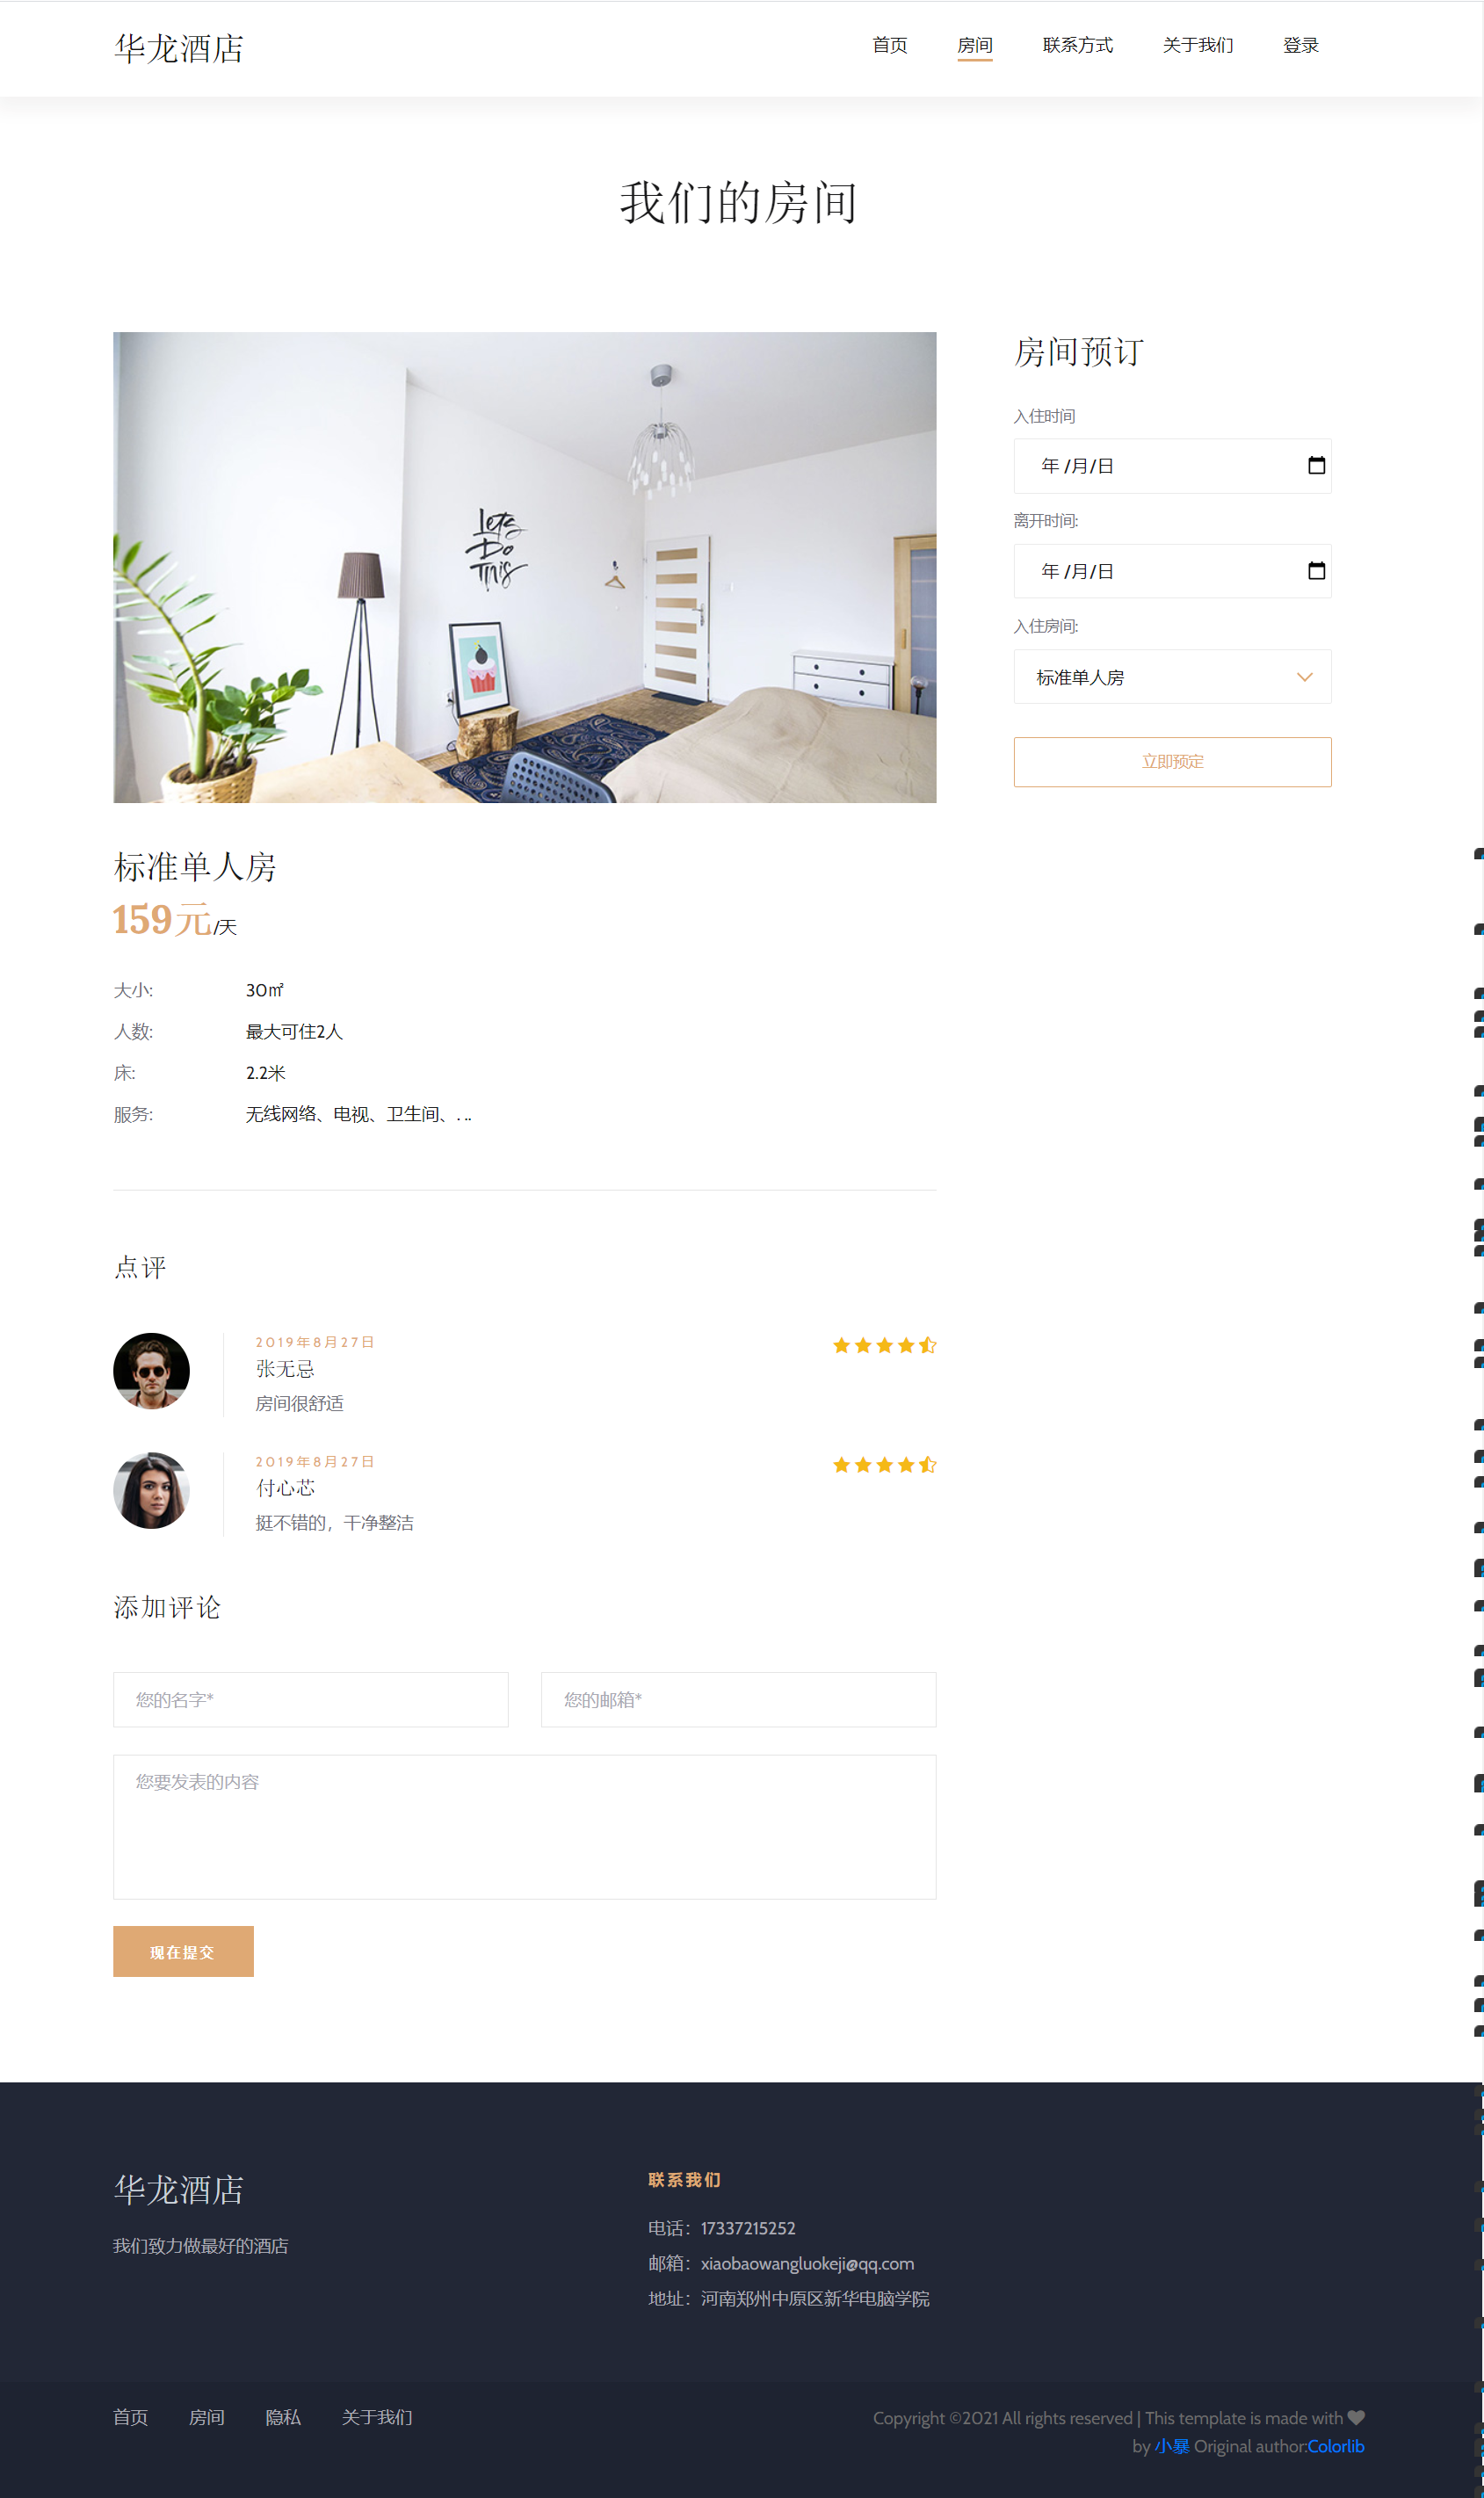 华龙酒店
首页 房间 联系方式 关于我们 登录
我们的房间
Lets
Do
This
房间预订
入住时间
年 /月/日
离开时间:
年 /月/日
入住房间:
标准单人房
立即预定
标准单人房
159元/天
大小: 30㎡
人数: 最大可住2人
床: 2.2米
服务: 无线网络、电视、卫生间、...
点评
2019年8月27日
张无忌
房间很舒适
2019年8月27日
付心芯
挺不错的，干净整洁
添加评论
您的名字* 您的邮箱*
您要发表的内容
现在提交
华龙酒店
我们致力做最好的酒店
联系我们
电话：17337215252
邮箱：xiaobaowangluokeji@qq.com
地址：河南郑州中原区新华电脑学院
首页 房间 隐私 关于我们
Copyright ©2021 All rights reserved | This template is made with ♥
by 小暴 Original author:Colorlib